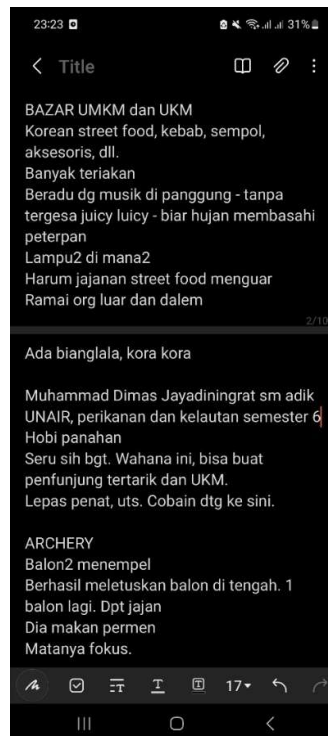 23:23
31%
Title
BAZAR UMKM dan UKM
Korean street food, kebab, sempol,
aksesoris, dll.
Banyak teriakan
Beradu dg musik di panggung - tanpa
tergesa juicy luicy - biar hujan membasahi
peterpan
Lampu2 di mana2
Harum jajanan street food menguar
Ramai org luar dan dalem
2/10
Ada bianglala, kora kora
Muhammad Dimas Jayadiningrat sm adik
UNAIR, perikanan dan kelautan semester 6
Hobi panahan
Seru sih bgt. Wahana ini, bisa buat
penfunjung tertarik dan UKM.
Lepas penat, uts. Cobain dtg ke sini.
ARCHERY
Balon2 menempel
Berhasil meletuskan balon di tengah. 1
balon lagi. Dpt jajan
Dia makan permen
Matanya fokus.
17